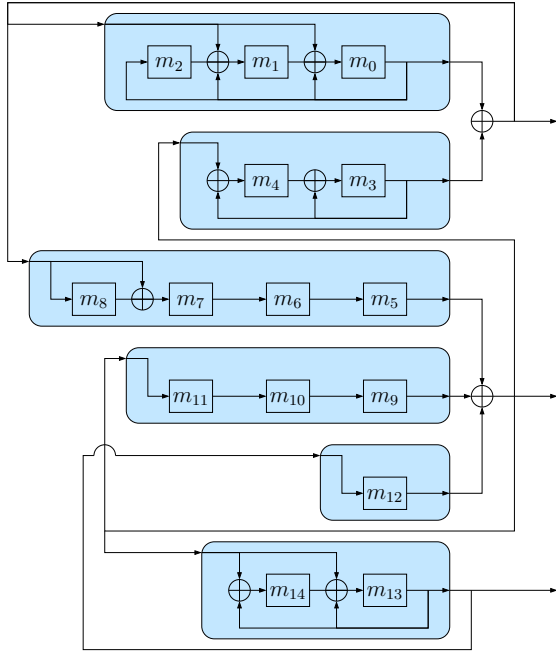 m₂ m₁ m₀
m₄ m₃
m₈ m₇ m₆ m₅
m₁₁ m₁₀ m₉
m₁₂
m₁₄ m₁₃